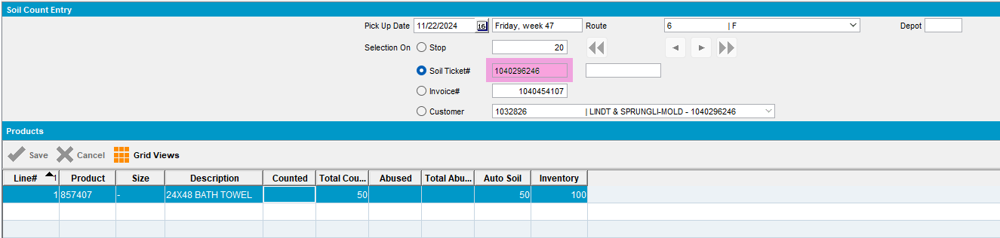 Soil Count Entry
Pick Up Date 11/22/2024 16 Friday, week 47 Route 6 | F Depot
Selection On Stop 20
Soil Ticket# 1040296246
Invoice# 1040454107
Customer 1032826 | LINDT & SPRUNGLI-MOLD - 1040296246
Products
Save Cancel Grid Views
Line# 1 Product Size Description Counted Total Cou... Abused Total Abu... Auto Soil Inventory
1 857407 - 24X48 BATH TOWEL 50 50 100